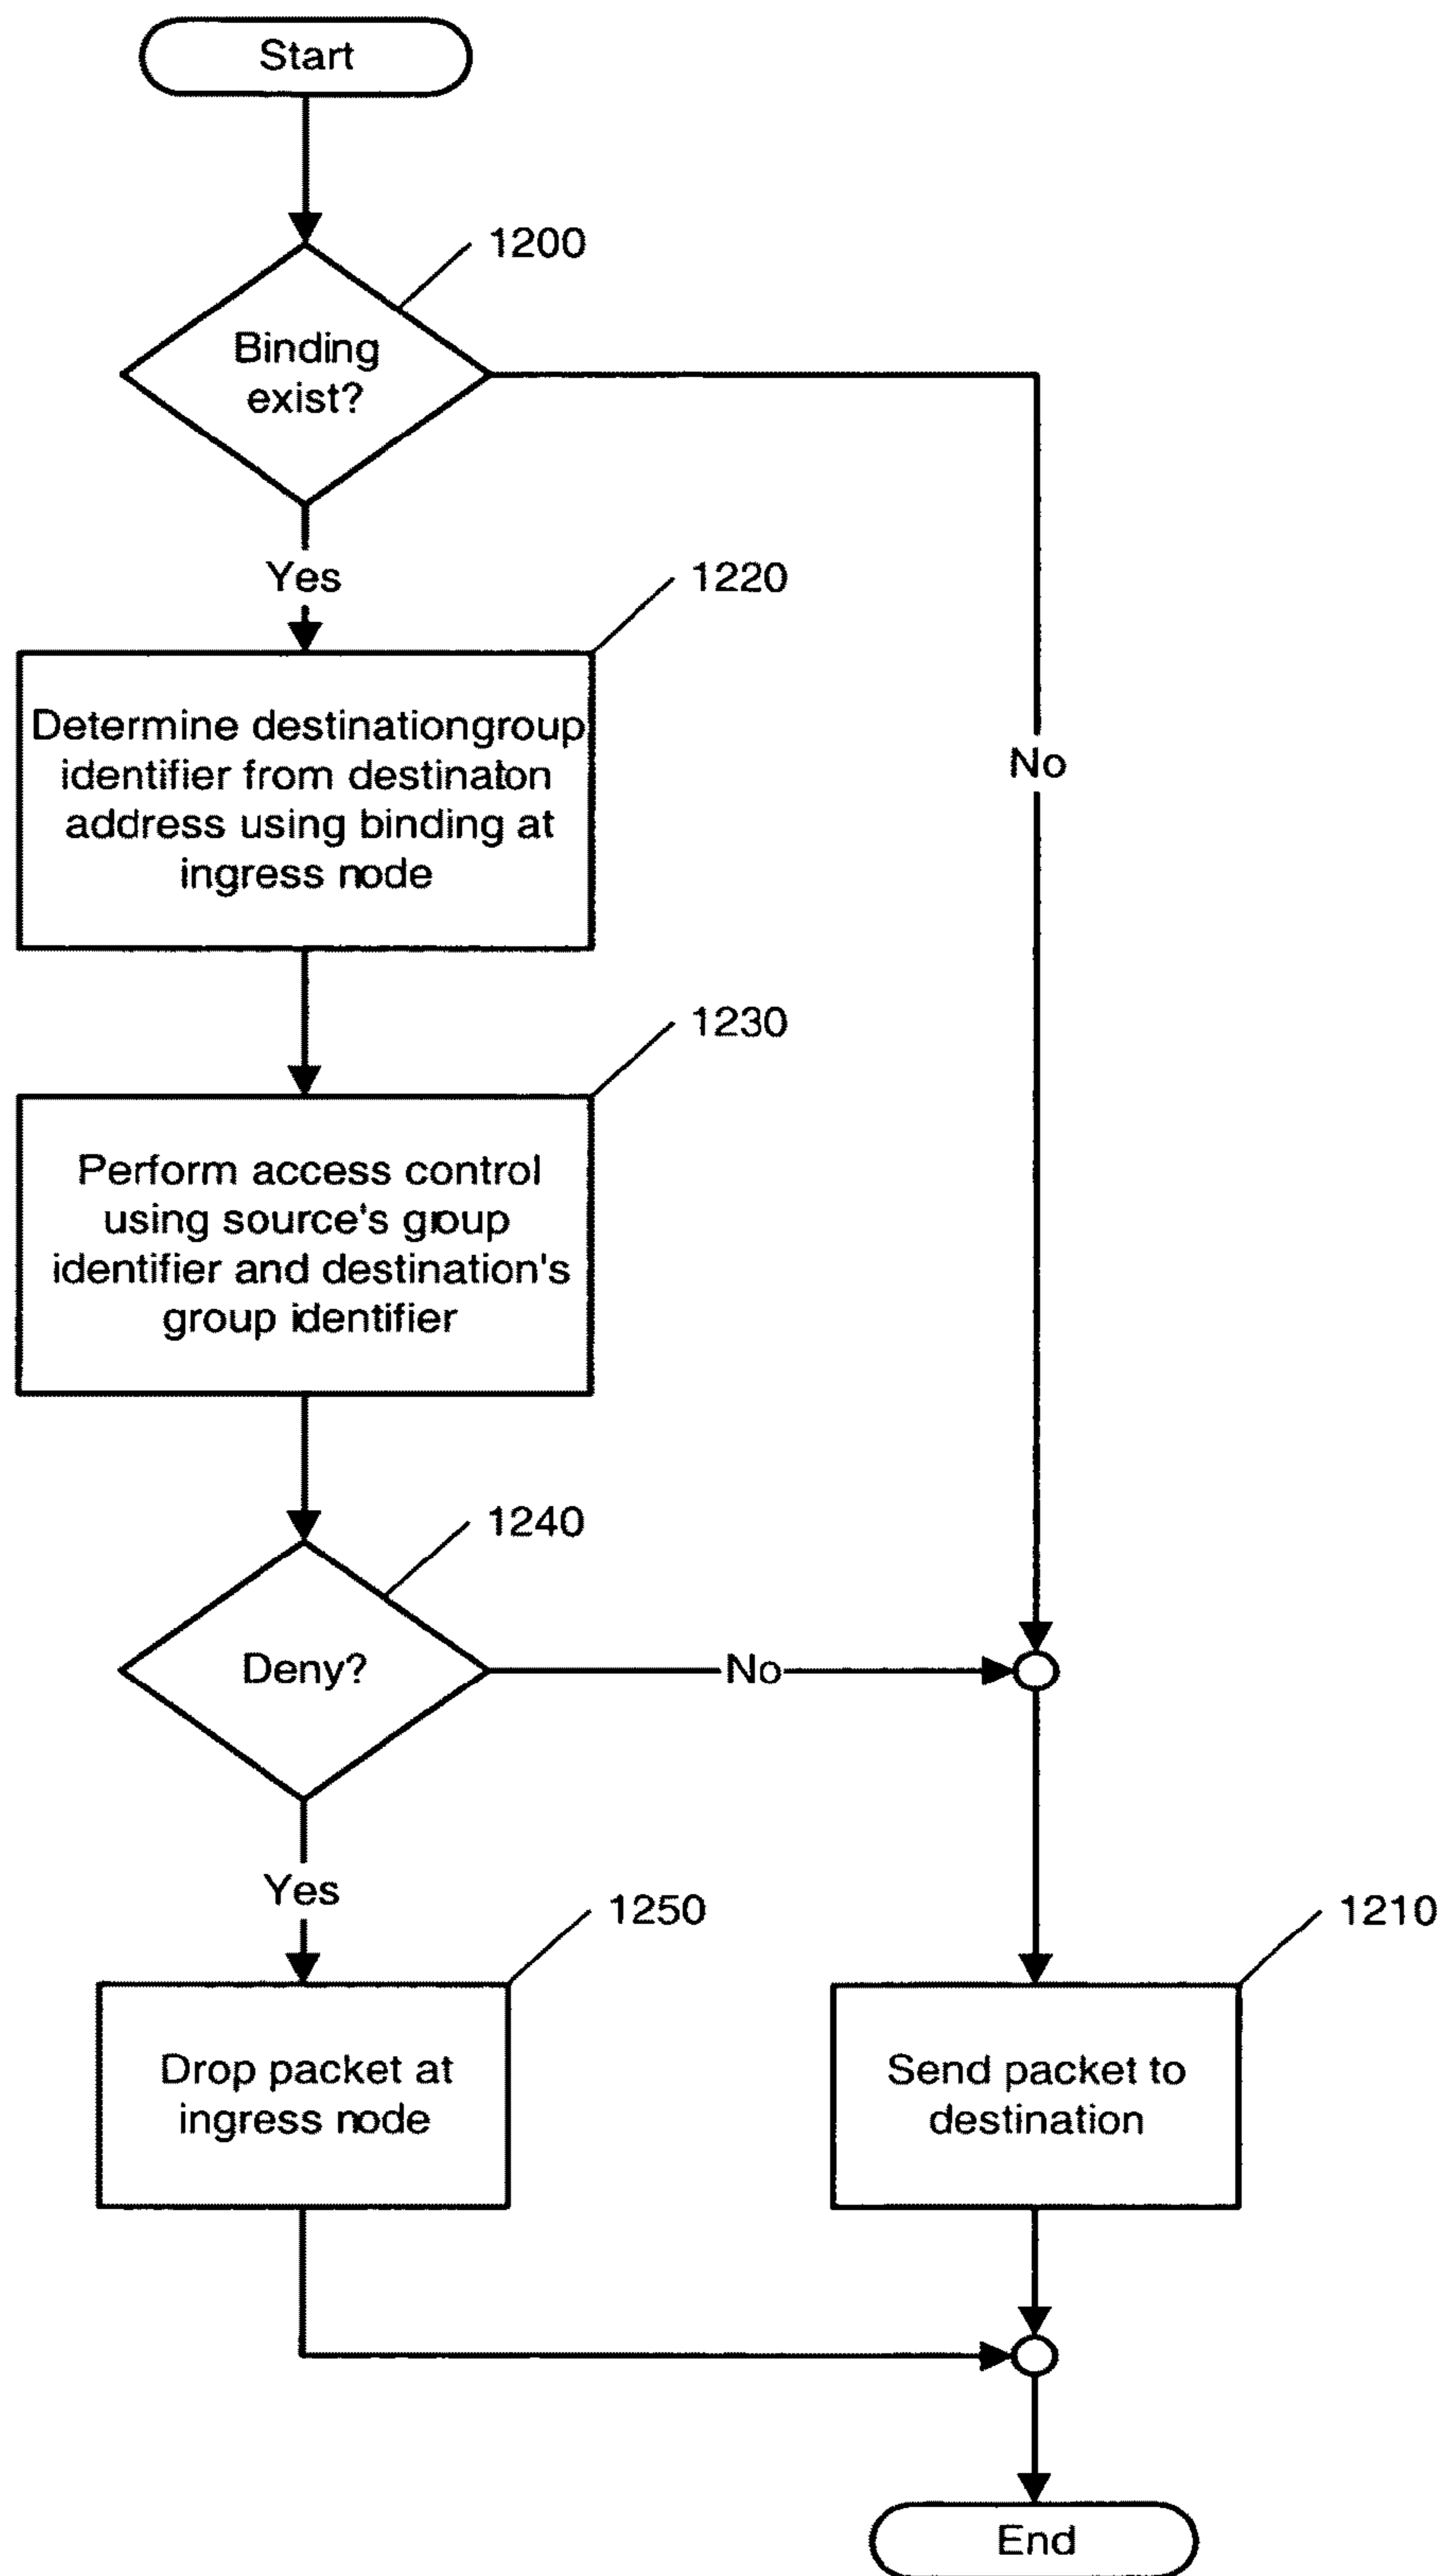 Start
1200
Binding
exist?
Yes
1220
Determine destinationgroup
identifier from destinaton
address using binding at
ingress node
No
1230
Perform access control
using source's group
identifier and destination's
group identifier
1240
Deny?
No
Yes
1250
Drop packet at
ingress node
1210
Send packet to
destination
End